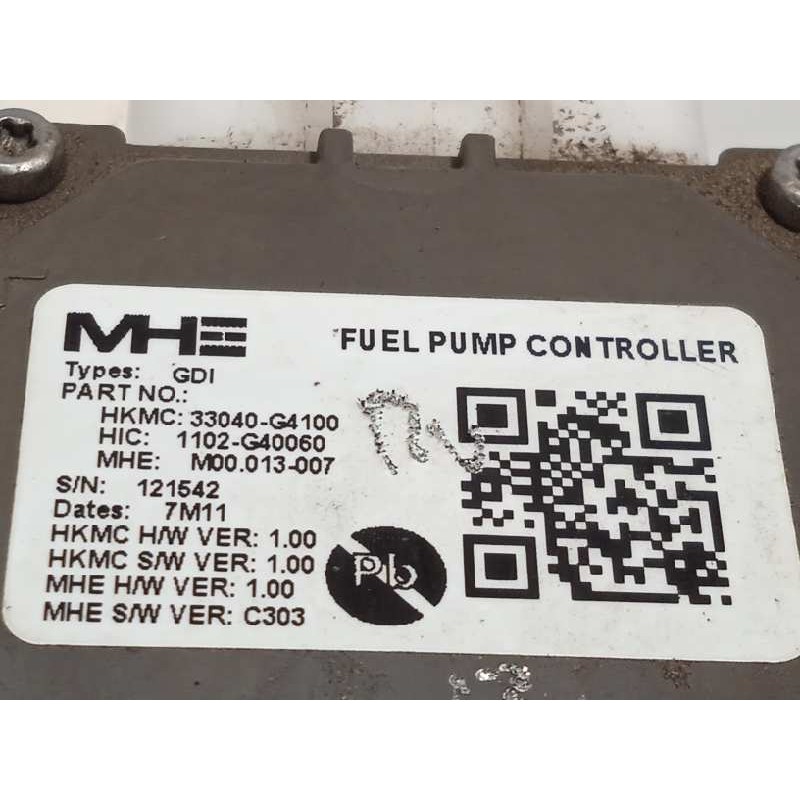 MHE
FUEL PUMP CONTROLLER
Types: GDI
PART NO.:
HKMC: 33040-G4100
HIC: 1102-G40060
MHE: M00.013-007
S/N: 121542
Dates: 7M11
HKMC H/W VER: 1.00
HKMC S/W VER: 1.00
MHE H/W VER: 1.00
MHE S/W VER: C303
Pb